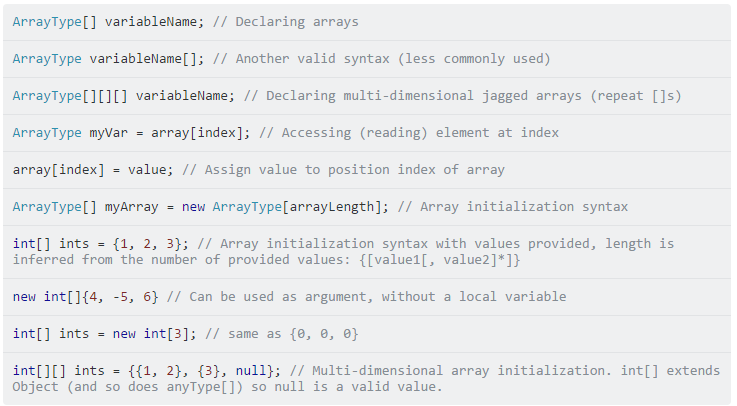 ArrayType[] variableName; // Declaring arrays
ArrayType variableName[]; // Another valid syntax (less commonly used)
ArrayType[][][] variableName; // Declaring multi-dimensional jagged arrays (repeat []s)
ArrayType myVar = array[index]; // Accessing (reading) element at index
array[index] = value; // Assign value to position index of array
ArrayType[] myArray = new ArrayType[arrayLength]; // Array initialization syntax
int[] ints = {1, 2, 3}; // Array initialization syntax with values provided, length is
inferred from the number of provided values: {[value1[, value2]*]}
new int[]{4, -5, 6} // Can be used as argument, without a local variable
int[] ints = new int[3]; // same as {0, 0, 0}
int[][] ints = {{1, 2}, {3}, null}; // Multi-dimensional array initialization. int[] extends
Object (and so does anyType[]) so null is a valid value.